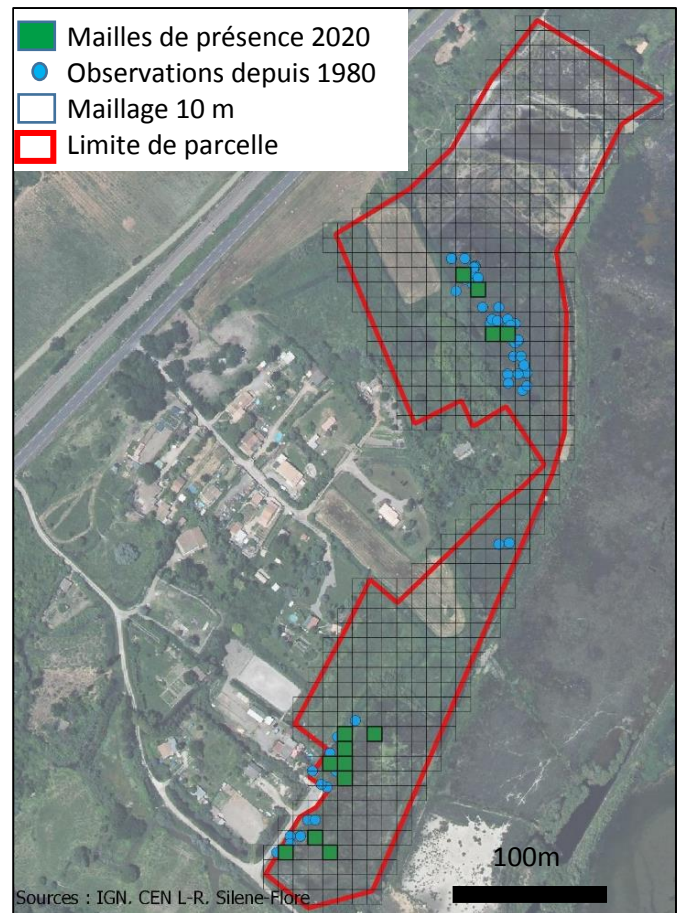 Mailles de présence 2020
Observations depuis 1980
Maillage 10 m
Limite de parcelle
100m
Sources : IGN. CEN L-R. Silene-Flore